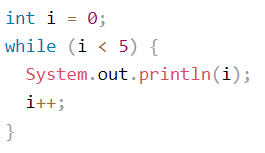 int i = 0;
while (i < 5) {
  System.out.println(i);
  i++;
}